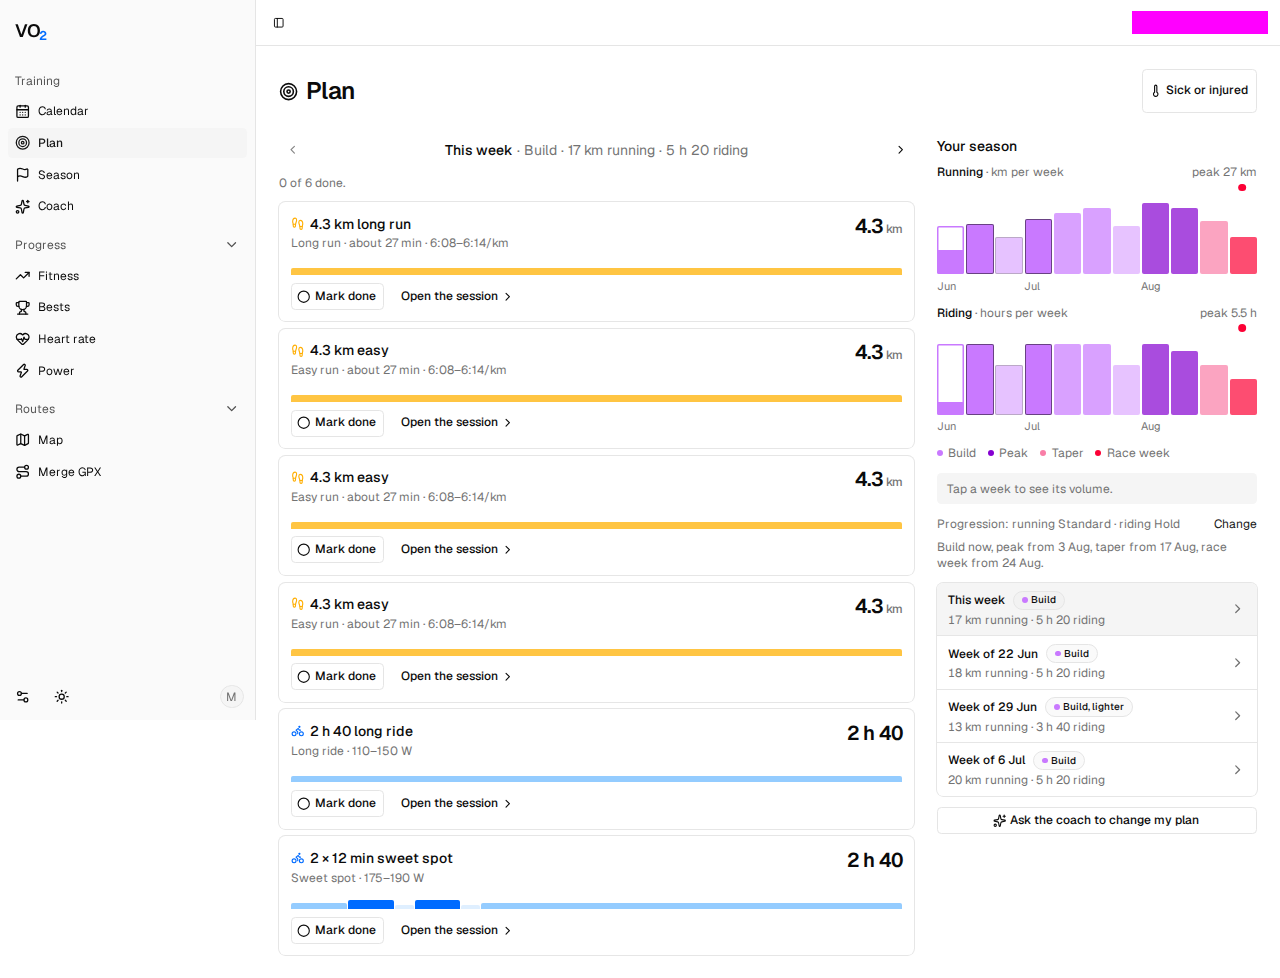 VO2
Training
Calendar
Plan
Season
Coach
Progress
Fitness
Bests
Heart rate
Power
Routes
Map
Merge GPX
M
Plan
Sick or injured
This week · Build · 17 km running · 5 h 20 riding
0 of 6 done.
4.3 km long run
4.3 km
Long run · about 27 min · 6:08–6:14/km
Mark done
Open the session
4.3 km easy
4.3 km
Easy run · about 27 min · 6:08–6:14/km
Mark done
Open the session
4.3 km easy
4.3 km
Easy run · about 27 min · 6:08–6:14/km
Mark done
Open the session
4.3 km easy
4.3 km
Easy run · about 27 min · 6:08–6:14/km
Mark done
Open the session
2 h 40 long ride
2 h 40
Long ride · 110–150 W
Mark done
Open the session
2 × 12 min sweet spot
2 h 40
Sweet spot · 175–190 W
Mark done
Open the session
Your season
Running · km per week
peak 27 km
Jun
Jul
Aug
Riding · hours per week
peak 5.5 h
Jun
Jul
Aug
Build
Peak
Taper
Race week
Tap a week to see its volume.
Progression: running Standard · riding Hold
Change
Build now, peak from 3 Aug, taper from 17 Aug, race
week from 24 Aug.
This week
Build
17 km running · 5 h 20 riding
Week of 22 Jun
Build
18 km running · 5 h 20 riding
Week of 29 Jun
Build, lighter
13 km running · 3 h 40 riding
Week of 6 Jul
Build
20 km running · 5 h 20 riding
Ask the coach to change my plan